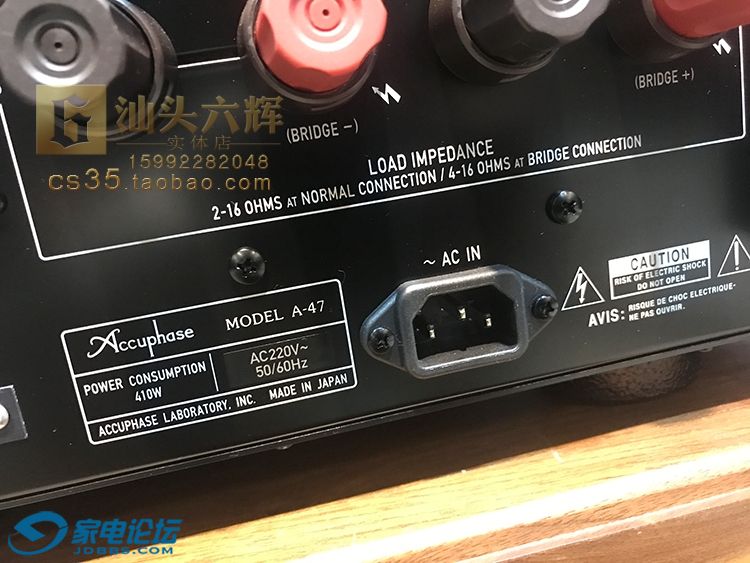 汕头六辉
实体店
15992282048
cs35.taobao.com
(BRIDGE −)
(BRIDGE +)
LOAD IMPEDANCE
2-16 OHMS AT NORMAL CONNECTION / 4-16 OHMS AT BRIDGE CONNECTION
~ AC IN
CAUTION
RISK OF ELECTRIC SHOCK
DO NOT OPEN
AVIS: RISQUE DE CHOC ELECTRIQUE-
NE PAS OUVRIR.
Accuphase MODEL A-47
POWER CONSUMPTION
410W
AC220V~
50/60Hz
ACCUPHASE LABORATORY, INC. MADE IN JAPAN
家电论坛
JDBBS.COM